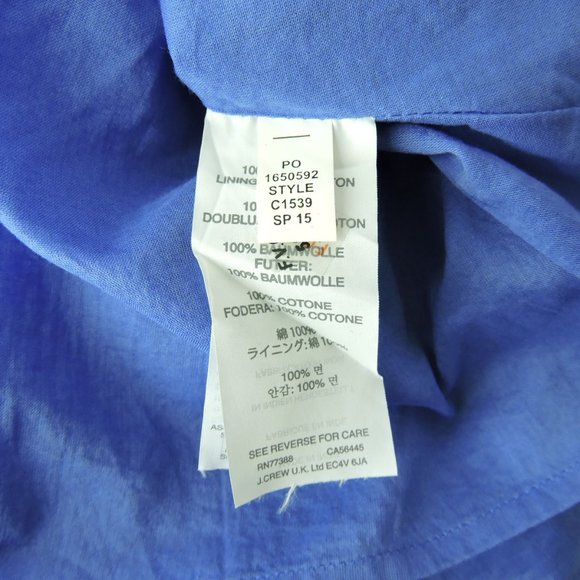 PO
1650592
STYLE
C1539
SP 15
100
LINING
TON
DOUBLU
TON
100% BAUMWOLLE
FUTTER:
100% BAUMWOLLE
100% COTONE
FODERA: 100% COTONE
綿 100%
ライニング: 綿 100%
100% 면
안감: 100% 면
SEE REVERSE FOR CARE
RN77388 CA56445
J.CREW U.K. Ltd EC4V 6JA